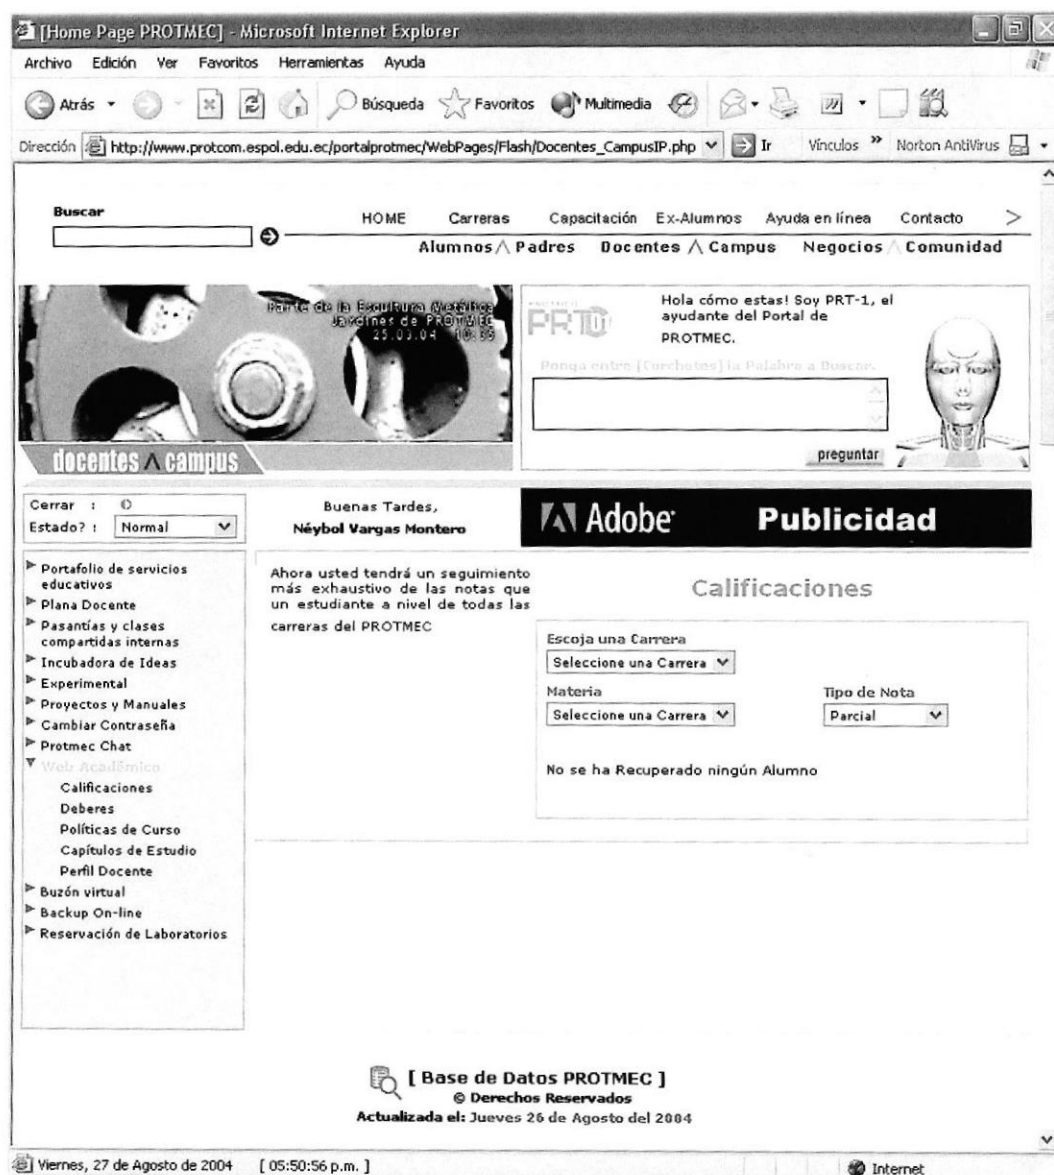 [Home Page PROTMEC] - Microsoft Internet Explorer
Archivo Edición Ver Favoritos Herramientas Ayuda
Atrás Búsqueda Favoritos Multimedia
Dirección http://www.protcom.espol.edu.ec/portalprotmec/WebPages/Flash/Docentes_CampusIP.php Ir Vínculos » Norton AntiVirus
Buscar
HOME Carreras Capacitación Ex-Alumnos Ayuda en línea Contacto >
Alumnos Λ Padres Docentes Λ Campus Negocios Λ Comunidad
Parte de la Escultura Metálica
Jardines de PROTMEC
25.03.04
Hola cómo estas! Soy PRT-1, el
ayudante del Portal de
PROTMEC.
PRT
Ponga entre [Corchetes] la Palabra a Buscar.
preguntar
docentes Λ campus
Cerrar :
Estado? : Normal
Buenas Tardes,
Néybol Vargas Montero
Adobe Publicidad
Portafolio de servicios
educativos
Plana Docente
Pasantías y clases
compartidas internas
Incubadora de Ideas
Experimental
Proyectos y Manuales
Cambiar Contraseña
Protmec Chat
Web Académico
Calificaciones
Deberes
Políticas de Curso
Capítulos de Estudio
Perfil Docente
Buzón virtual
Backup On-line
Reservación de Laboratorios
Ahora usted tendrá un seguimiento
más exhaustivo de las notas que
un estudiante a nivel de todas las
carreras del PROTMEC
Calificaciones
Escoja una Carrera
Seleccione una Carrera
Materia Tipo de Nota
Seleccione una Carrera Parcial
No se ha Recuperado ningún Alumno
[ Base de Datos PROTMEC ]
© Derechos Reservados
Actualizada el: Jueves 26 de Agosto del 2004
Viernes, 27 de Agosto de 2004 [ 05:50:56 p.m. ] Internet